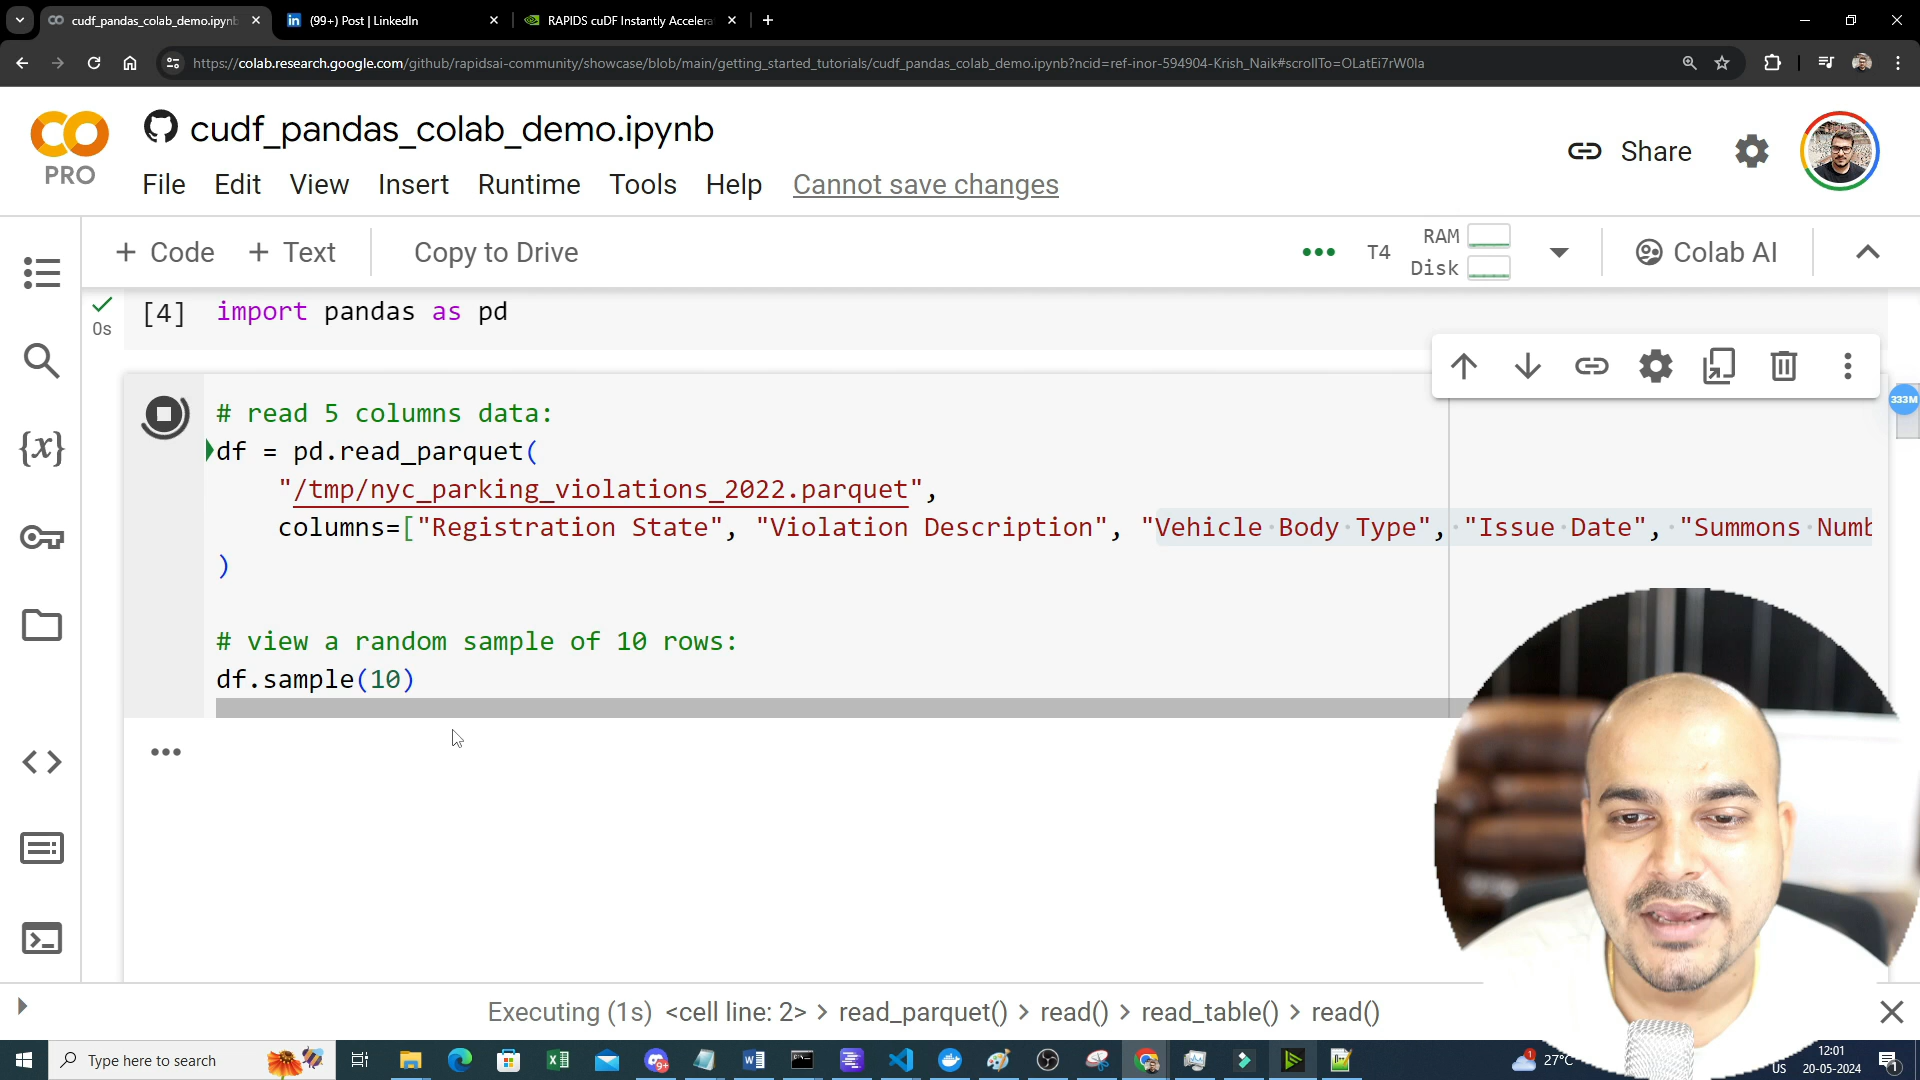 cudf_pandas_colab_demo.ipynb
(99+) Post | LinkedIn
RAPIDS cuDF Instantly Accelera
https://colab.research.google.com/github/rapidsai-community/showcase/blob/main/getting_started_tutorials/cudf_pandas_colab_demo.ipynb?ncid=ref-inor-594904-Krish_Naik#scrollTo=OLatEi7rW0la
PRO
cudf_pandas_colab_demo.ipynb
File Edit View Insert Runtime Tools Help Cannot save changes
Share
+ Code + Text Copy to Drive
T4
RAM
Disk
Colab AI
0s
[4] import pandas as pd
333M
# read 5 columns data:
df = pd.read_parquet(
"/tmp/nyc_parking_violations_2022.parquet",
columns=["Registration State", "Violation Description", "Vehicle Body Type", "Issue Date", "Summons Numb
)
# view a random sample of 10 rows:
df.sample(10)
{x}
Executing (1s) <cell line: 2> > read_parquet() > read() > read_table() > read()
Type here to search
9+
1
27°C
US
12:01
20-05-2024
1